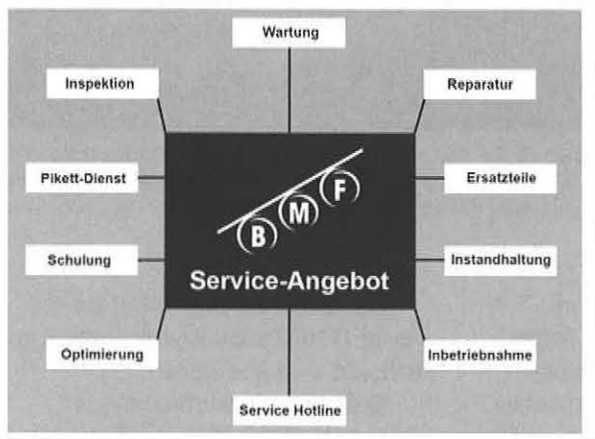 Wartung
Inspektion
Reparatur
Pikett-Dienst
Ersatzteile
B M F
Service-Angebot
Schulung
Instandhaltung
Optimierung
Inbetriebnahme
Service Hotline